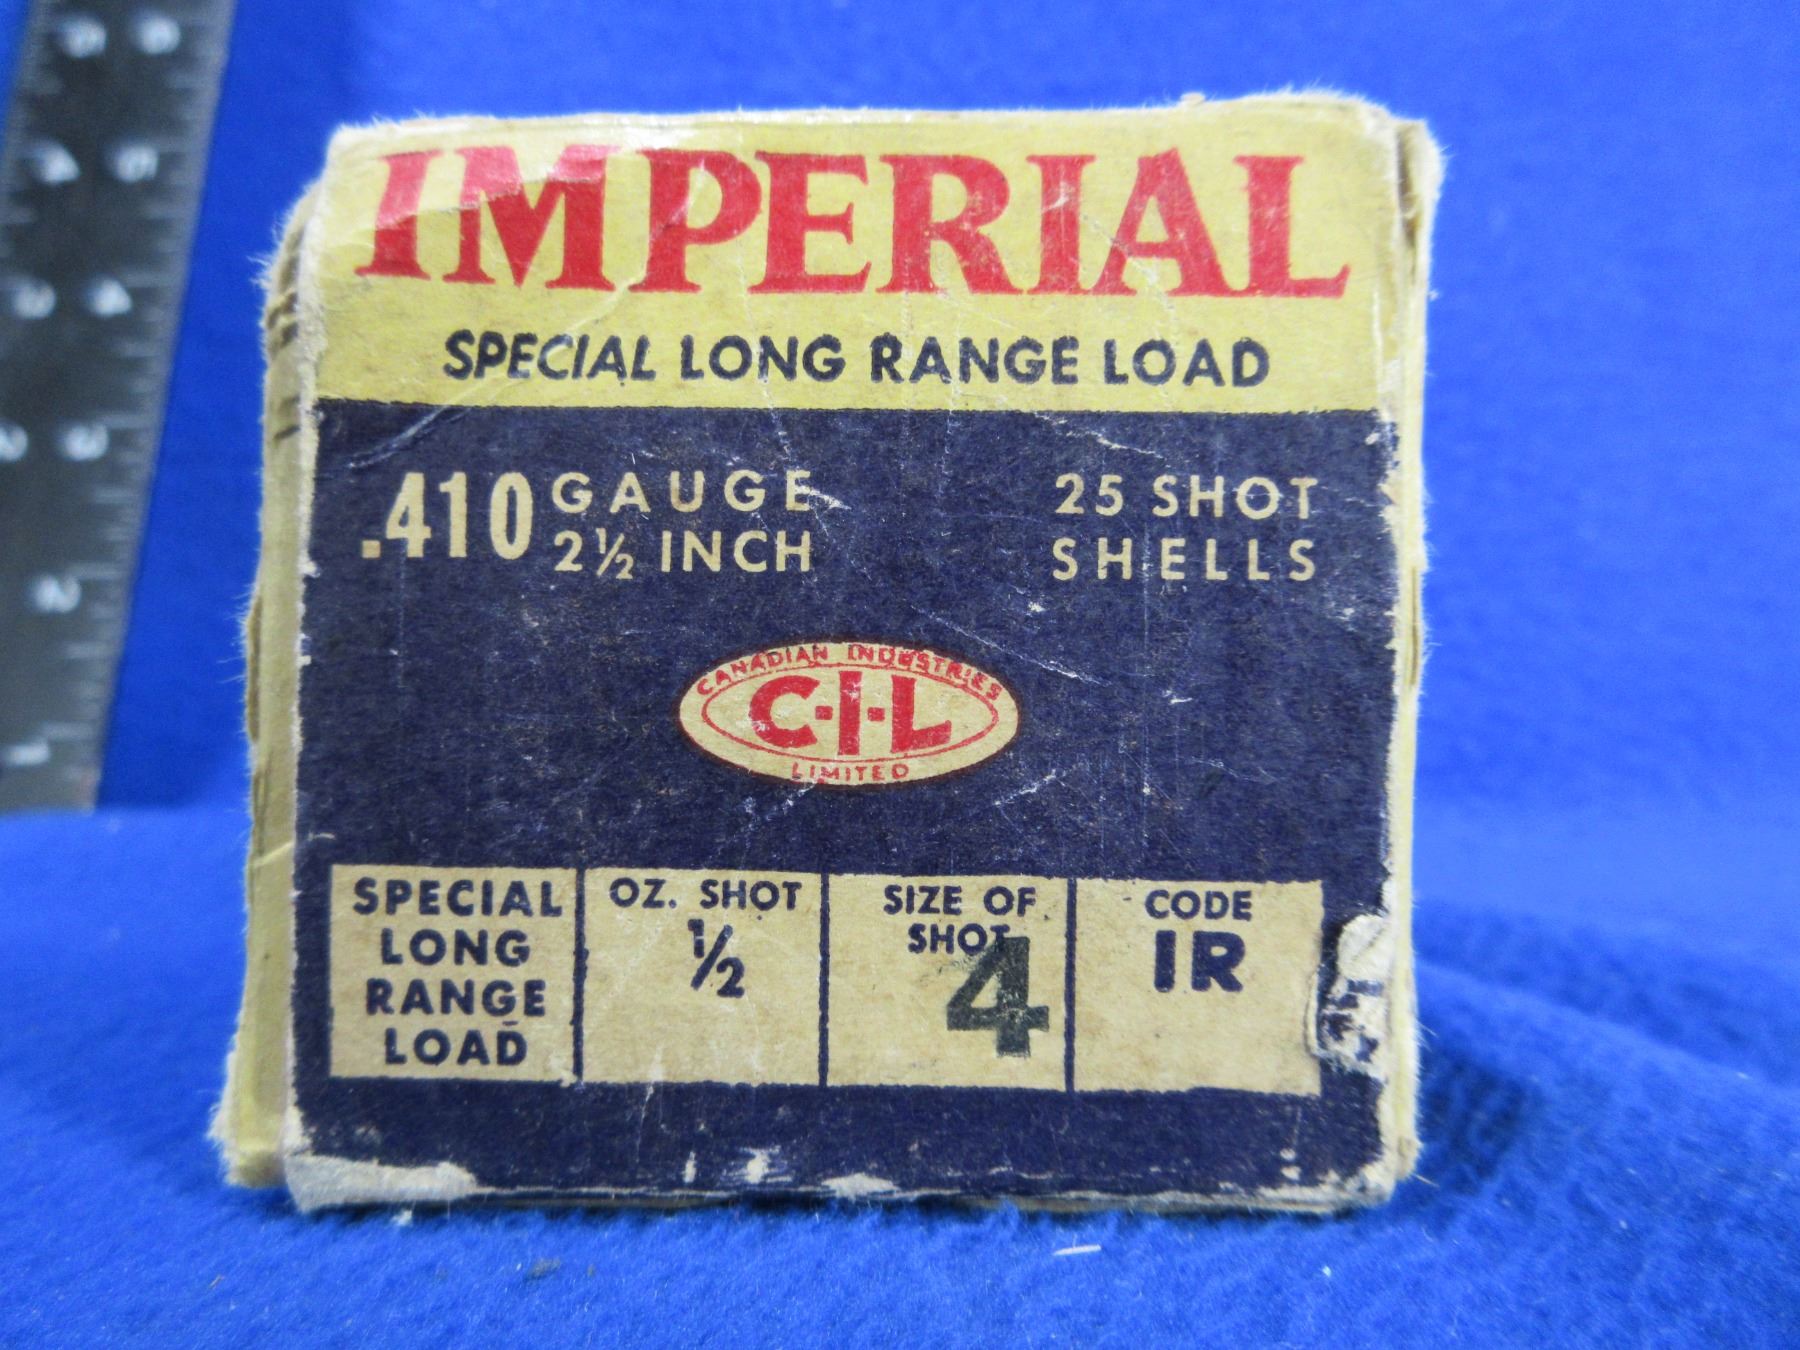 IMPERIAL
SPECIAL LONG RANGE LOAD
.410 GAUGE
2½ INCH
25 SHOT
SHELLS
CANADIAN INDUSTRIES
C-I-L
LIMITED
SPECIAL
LONG
RANGE
LOAD
OZ. SHOT
½
SIZE OF
SHOT
4
CODE
IR